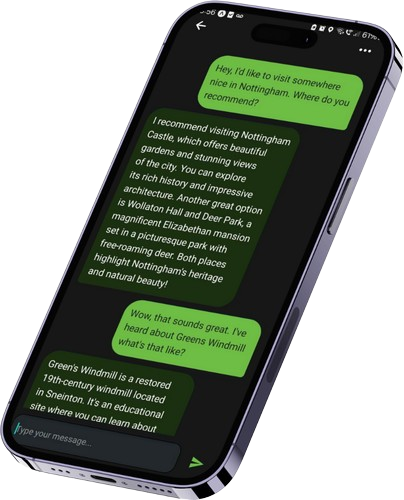 61%
Hey, I'd like to visit somewhere
nice in Nottingham. Where do you
recommend?
I recommend visiting Nottingham
Castle, which offers beautiful
gardens and stunning views
of the city. You can explore
its rich history and impressive
architecture. Another great option
is Wollaton Hall and Deer Park, a
magnificent Elizabethan mansion
set in a picturesque park with
free-roaming deer. Both places
highlight Nottingham's heritage
and natural beauty!
Wow, that sounds great. I've
heard about Greens Windmill
what's that like?
Green's Windmill is a restored
19th-century windmill located
in Sneinton. It's an educational
site where you can learn about
Type your message...